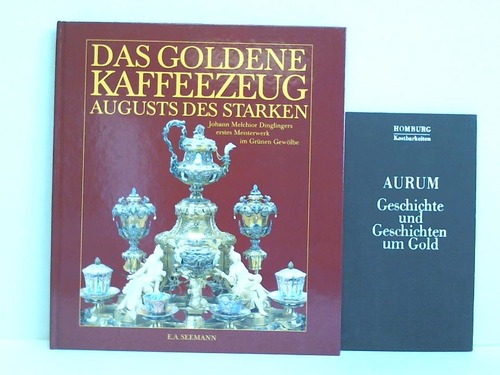 DAS GOLDENE
KAFFEEZEUG
AUGUSTS DES STARKEN
Johann Melchior Dinglingers
erstes Meisterwerk
im Grünen Gewölbe
E.A. SEEMANN
HOMBURG
Kostbarkeiten
AURUM
Geschichte
und
Geschichten
um Gold